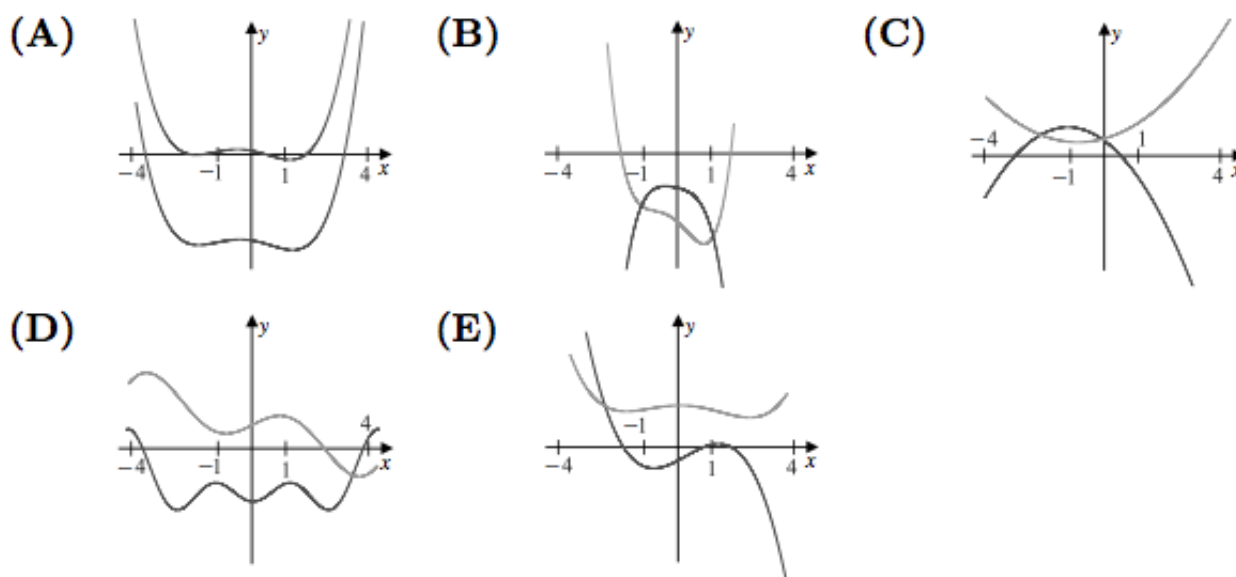 (A) y -4 -1 1 4 x
(B) y -4 -1 1 4 x
(C) y -4 -1 1 4 x
(D) y -4 -1 1 4 x
(E) y -4 -1 1 4 x